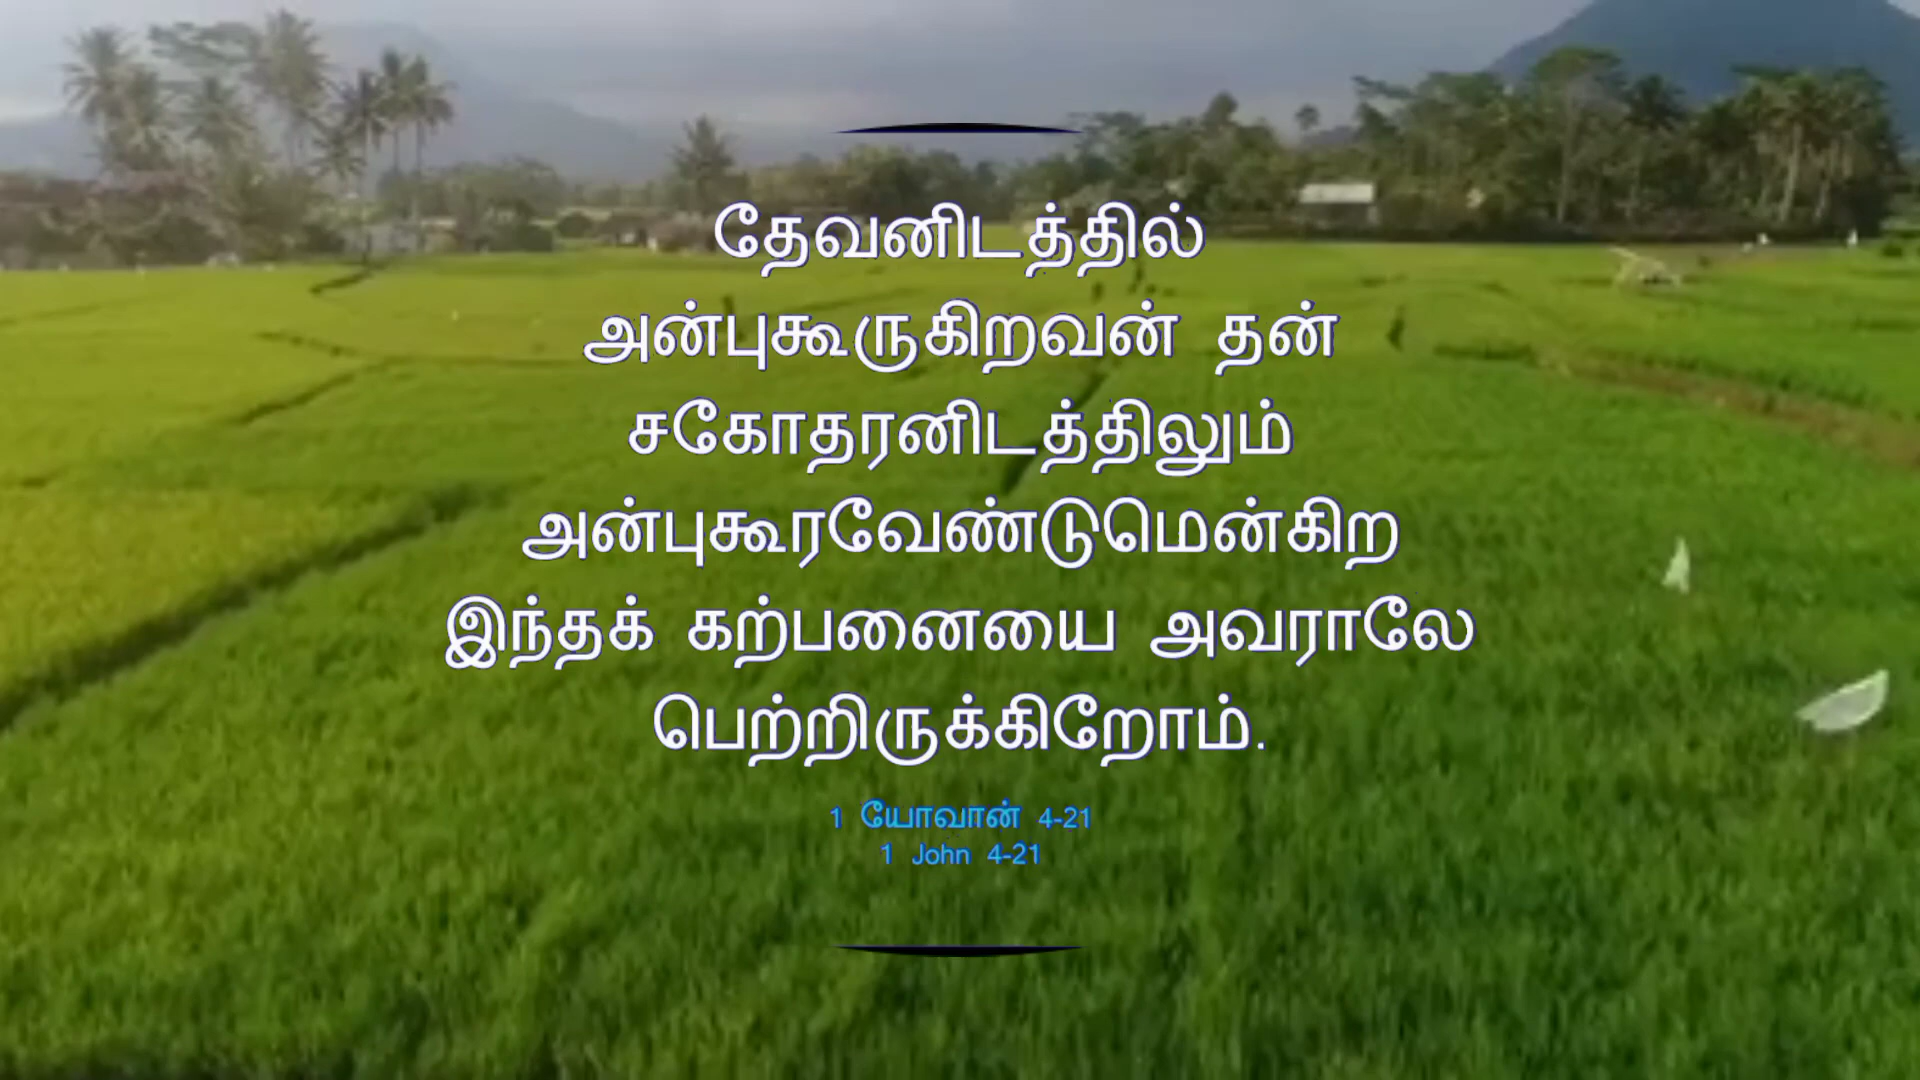 தேவனிடத்தில்
அன்புகூருகிறவன் தன்
சகோதரனிடத்திலும்
அன்புகூரவேண்டுமென்கிற
இந்தக் கற்பனையை அவராலே
பெற்றிருக்கிறோம்.
1 யோவான் 4-21
1 John 4-21